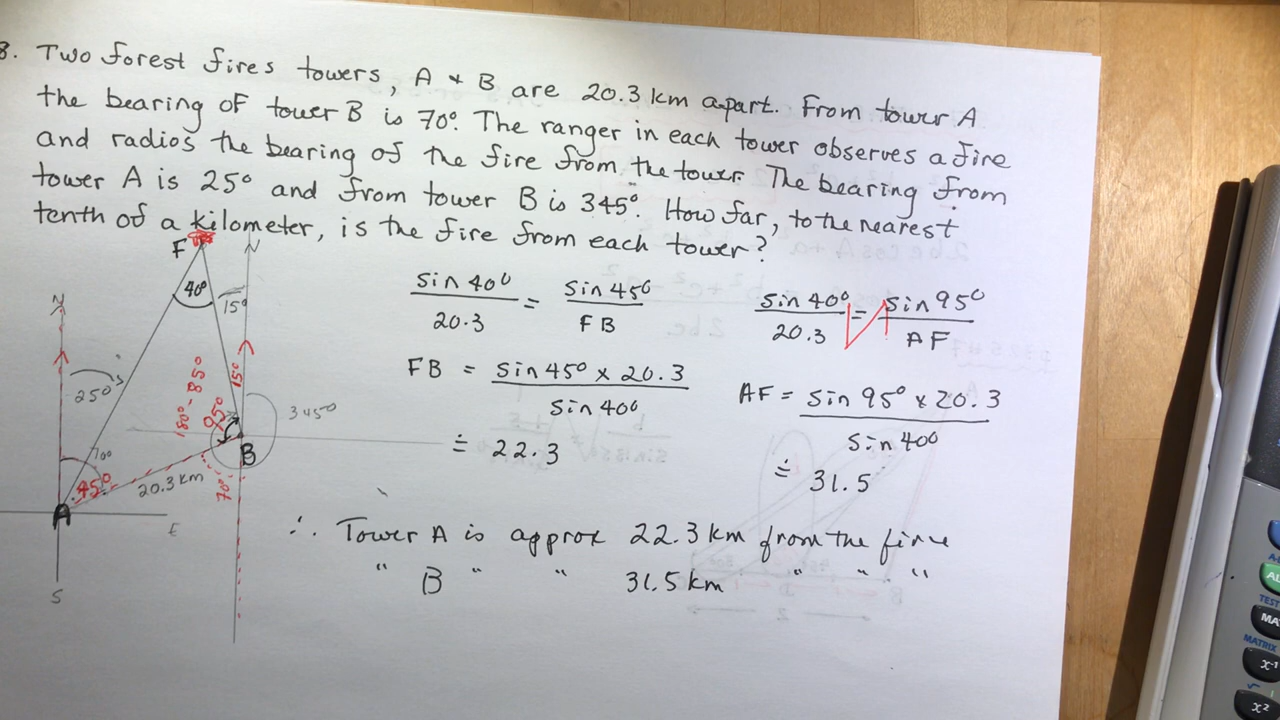 8. Two forest fires towers, A & B are 20.3 km apart. From tower A
the bearing of tower B is 70°. The ranger in each tower observes a fire
and radios the bearing of the fire from the tower. The bearing from
tower A is 25° and from tower B is 345°. How far, to the nearest
tenth of a kilometer, is the fire from each tower?
F
N
N
40°
15°
sin 40° / 20.3 = sin 45° / FB
sin 40° / 20.3 = sin 95° / AF
25°
180° - 85°
15°
95°
345°
FB = sin 45° x 20.3 / sin 40°
AF = sin 95° x 20.3 / sin 40°
B
≐ 22.3
≐ 31.5
70°
45°
20.3 km
70°
A
E
S
∴ Tower A is approx 22.3 km from the fire
" B " " 31.5 km " " "
TEST
MATRIX
x⁻¹
√
x²